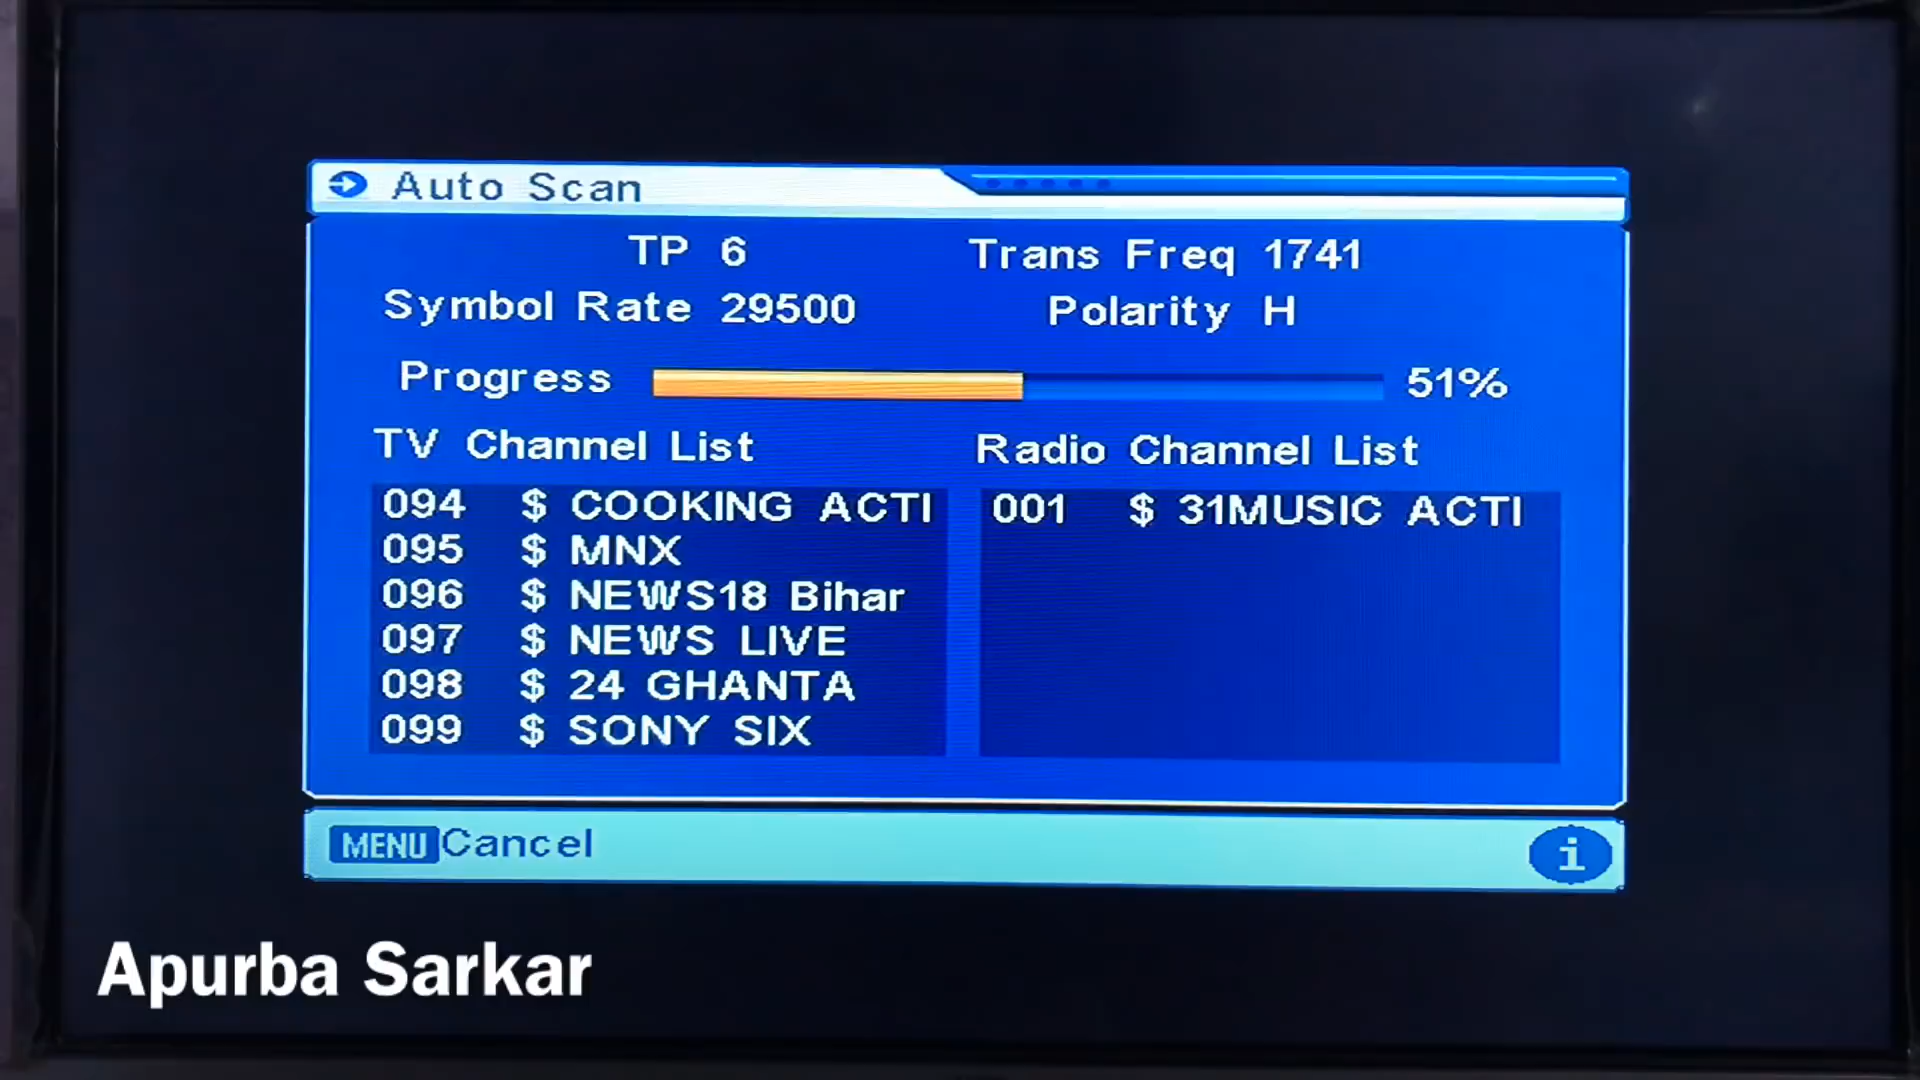 Auto Scan
TP 6 Trans Freq 1741
Symbol Rate 29500 Polarity H
Progress 51%
TV Channel List Radio Channel List
094 $ COOKING ACTI 001 $ 31MUSIC ACTI
095 $ MNX
096 $ NEWS18 Bihar
097 $ NEWS LIVE
098 $ 24 GHANTA
099 $ SONY SIX
MENU Cancel i
Apurba Sarkar